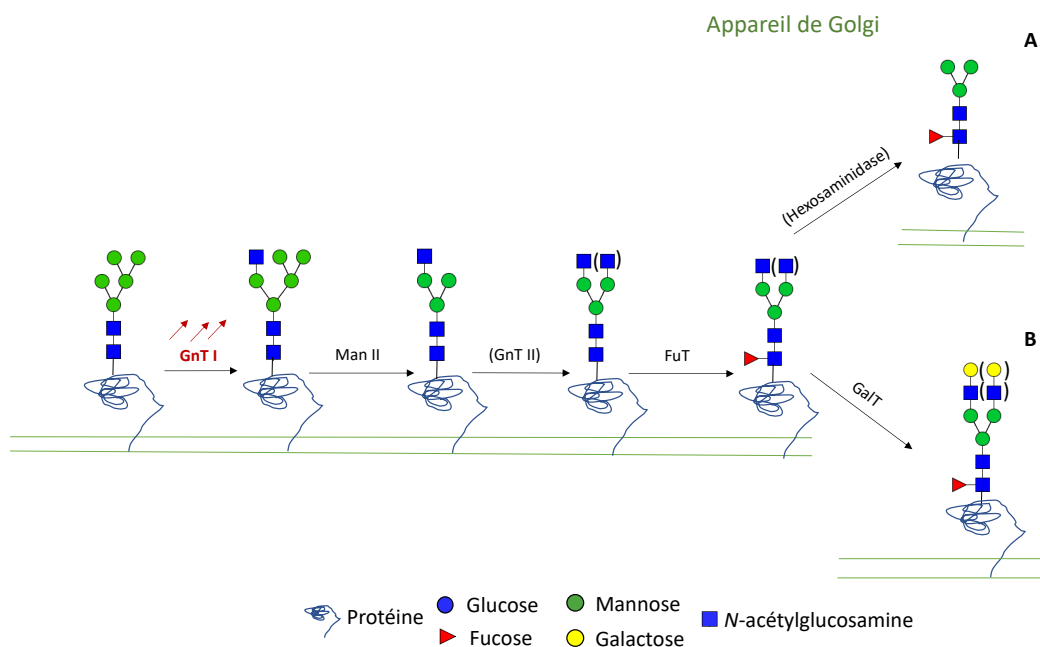 Appareil de Golgi
A
(Hexosaminidase)
( )
( )
GnT I
Man II
(GnT II)
FuT
B
GalT
( )
( )
Protéine
Glucose
Mannose
N-acétylglucosamine
Fucose
Galactose